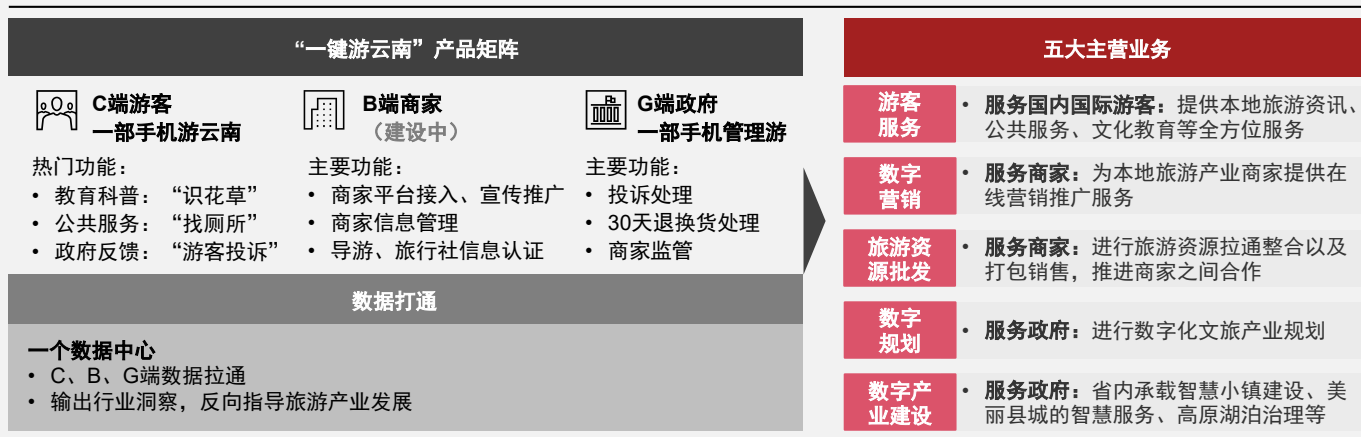 “一键游云南”产品矩阵
C端游客
一部手机游云南
热门功能：
• 教育科普：“识花草”
• 公共服务：“找厕所”
• 政府反馈：“游客投诉”
B端商家
（建设中）
主要功能：
• 商家平台接入、宣传推广
• 商家信息管理
• 导游、旅行社信息认证
G端政府
一部手机管理游
主要功能：
• 投诉处理
• 30天退换货处理
• 商家监管
数据打通
一个数据中心
• C、B、G端数据拉通
• 输出行业洞察，反向指导旅游产业发展
五大主营业务
游客
服务
• 服务国内国际游客：提供本地旅游资讯、
公共服务、文化教育等全方位服务
数字
营销
• 服务商家：为本地旅游产业商家提供在
线营销推广服务
旅游资
源批发
• 服务商家：进行旅游资源拉通整合以及
打包销售，推进商家之间合作
数字
规划
• 服务政府：进行数字化文旅产业规划
数字产
业建设
• 服务政府：省内承载智慧小镇建设、美
丽县城的智慧服务、高原湖泊治理等